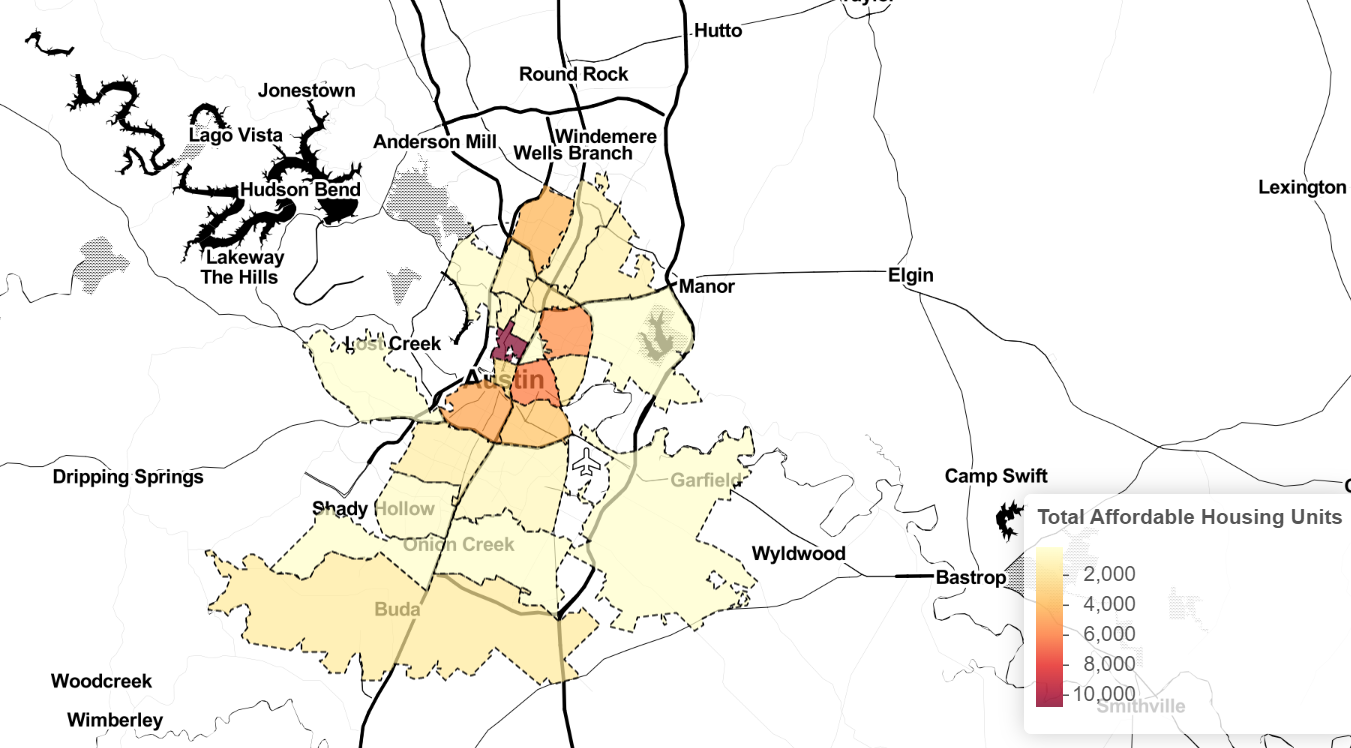 Hutto
Round Rock
Jonestown
Lago Vista
Anderson Mill
Windemere
Wells Branch
Hudson Bend
Lexington
Lakeway
The Hills
Manor
Elgin
Lost Creek
Austin
Dripping Springs
Garfield
Camp Swift
Shady Hollow
Onion Creek
Wyldwood
Bastrop
Buda
Woodcreek
Wimberley
Smithville
Total Affordable Housing Units
2,000
4,000
6,000
8,000
10,000